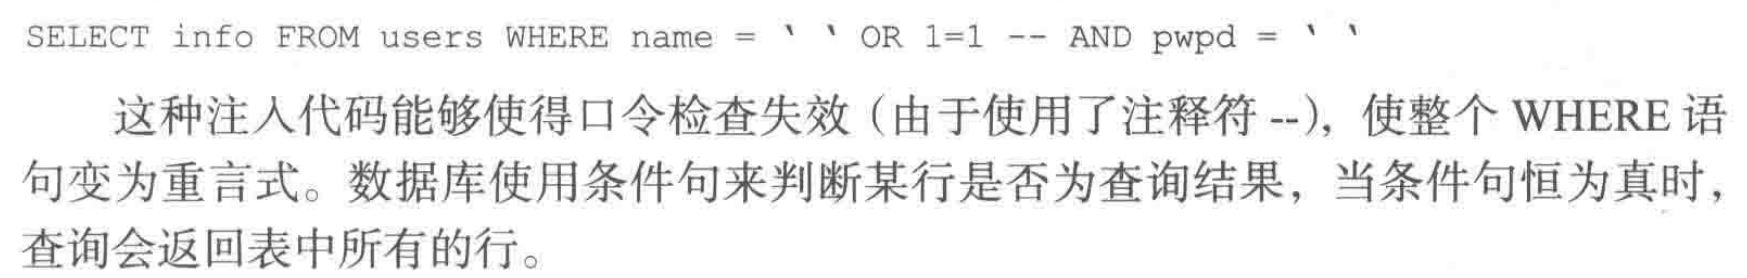 SELECT info FROM users WHERE name = ‵ ‵ OR 1=1 -- AND pwpd = ‵ ‵
这种注入代码能够使得口令检查失效（由于使用了注释符 --），使整个 WHERE 语
句变为重言式。数据库使用条件句来判断某行是否为查询结果，当条件句恒为真时，
查询会返回表中所有的行。